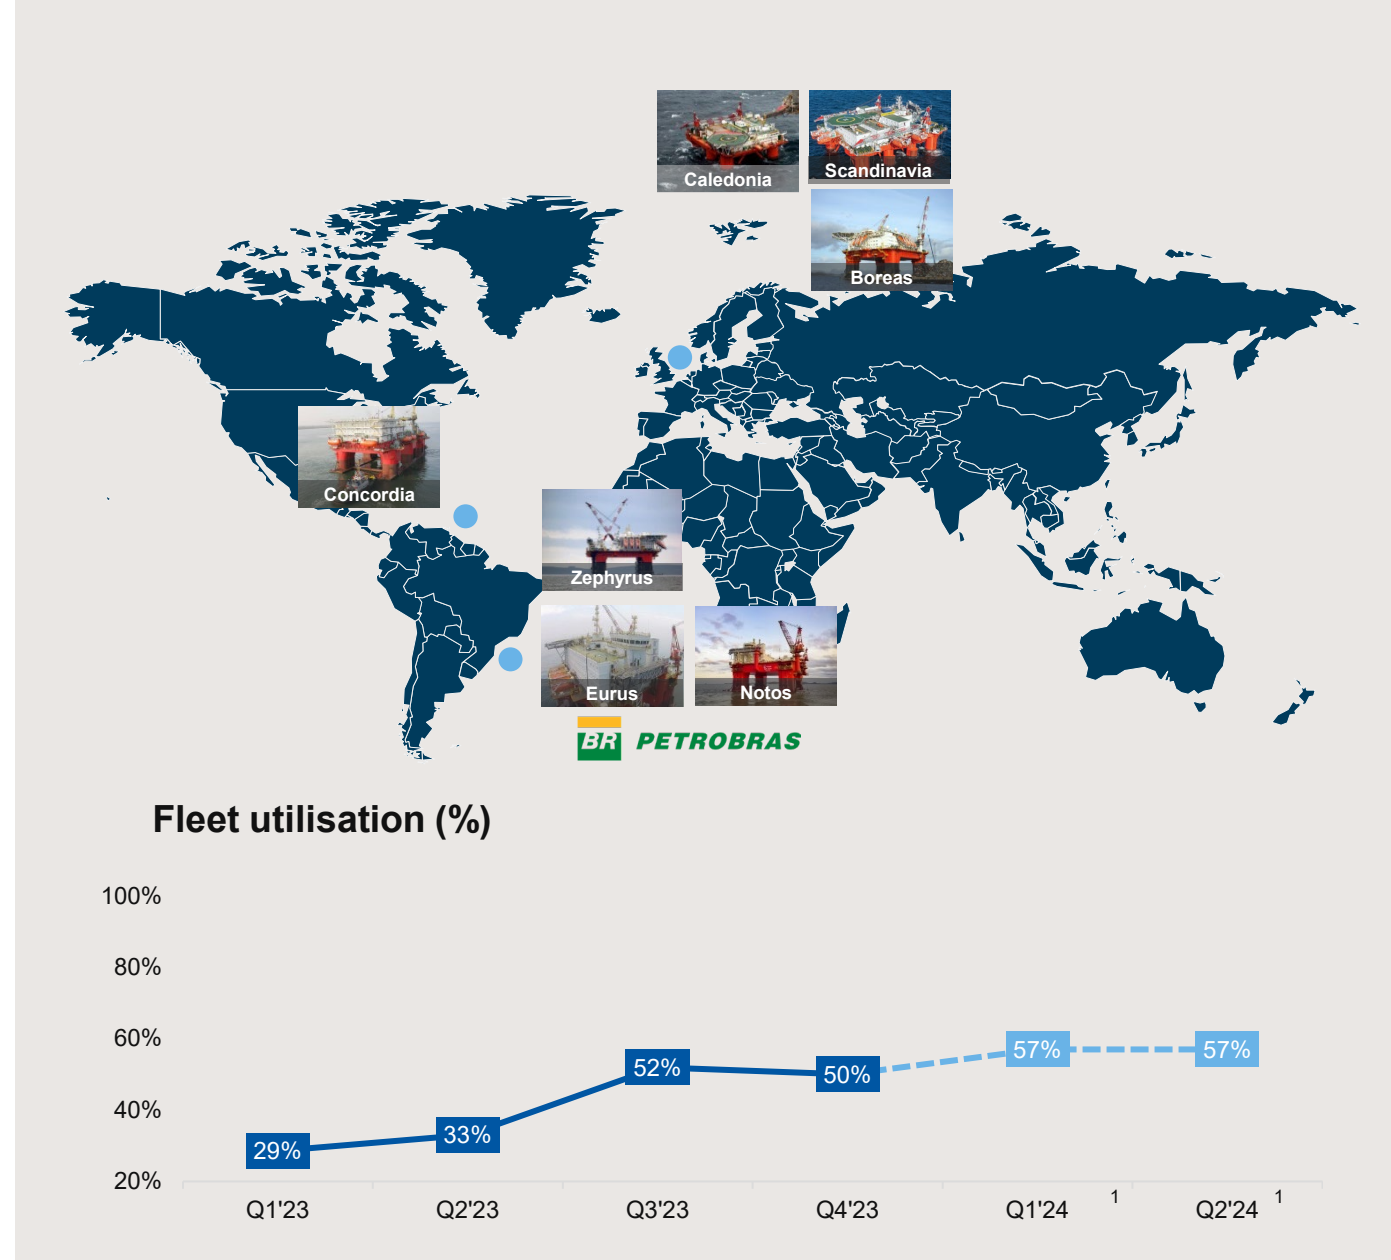 Caledonia
Scandinavia
Boreas
Concordia
Zephyrus
Eurus
Notos
BR PETROBRAS
Fleet utilisation (%)
100%
80%
60%
40%
20%
29%
33%
52%
50%
57%
57%
Q1'23
Q2'23
Q3'23
Q4'23
Q1'24 1
Q2'24 1